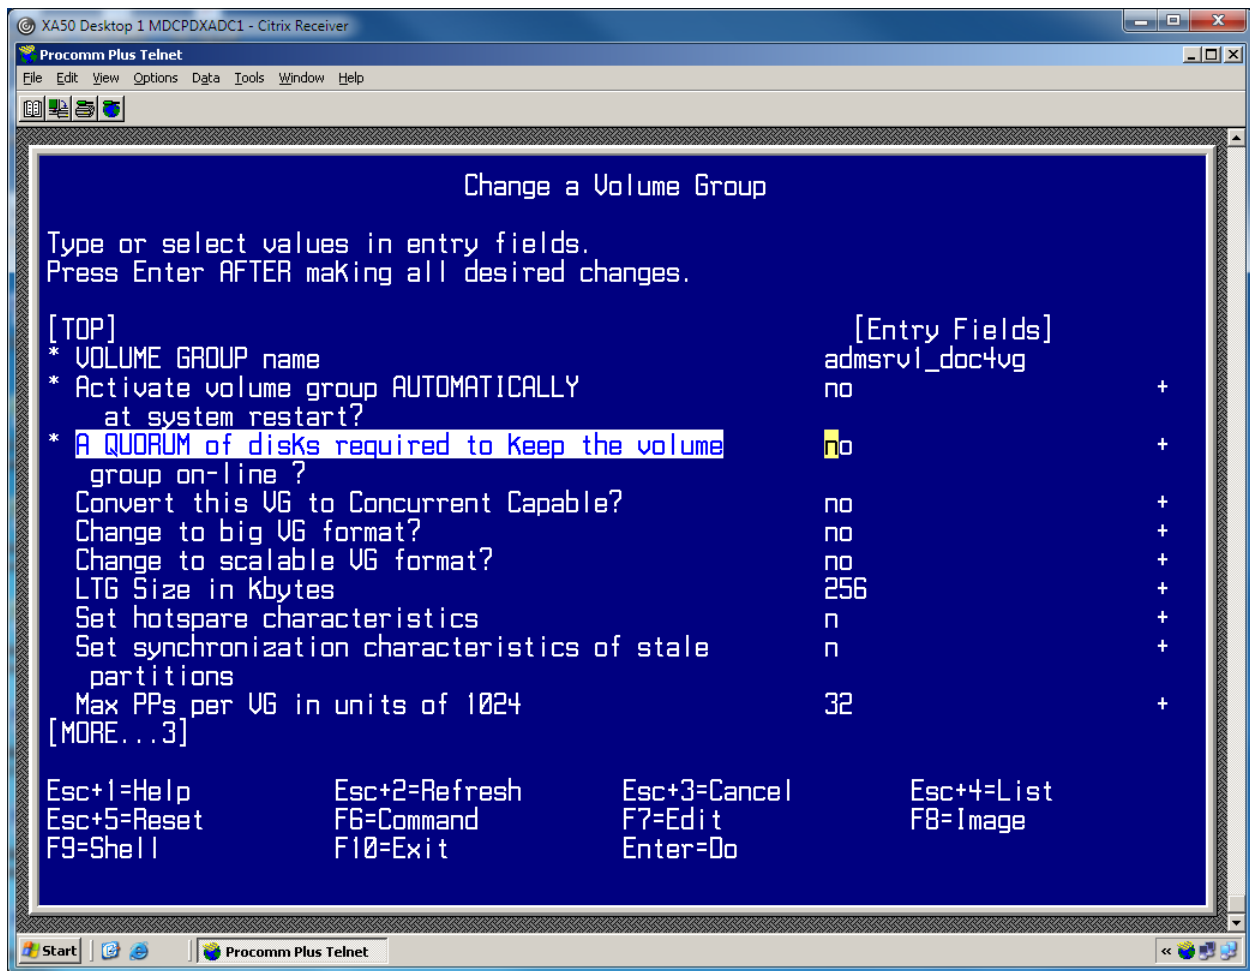 XA50 Desktop 1 MDCPDXADC1 - Citrix Receiver
Procomm Plus Telnet
File Edit View Options Data Tools Window Help
Change a Volume Group
Type or select values in entry fields.
Press Enter AFTER making all desired changes.
[TOP] [Entry Fields]
* VOLUME GROUP name admsrv1_doc4vg
* Activate volume group AUTOMATICALLY no +
at system restart?
* A QUORUM of disks required to keep the volume no +
group on-line ?
Convert this VG to Concurrent Capable? no +
Change to big VG format? no +
Change to scalable VG format? no +
LTG Size in Kbytes 256 +
Set hotspare characteristics n +
Set synchronization characteristics of stale n +
partitions
Max PPs per VG in units of 1024 32 +
[MORE...3]
Esc+1=Help Esc+2=Refresh Esc+3=Cancel Esc+4=List
Esc+5=Reset F6=Command F7=Edit F8=Image
F9=Shell F10=Exit Enter=Do
Start Procomm Plus Telnet «